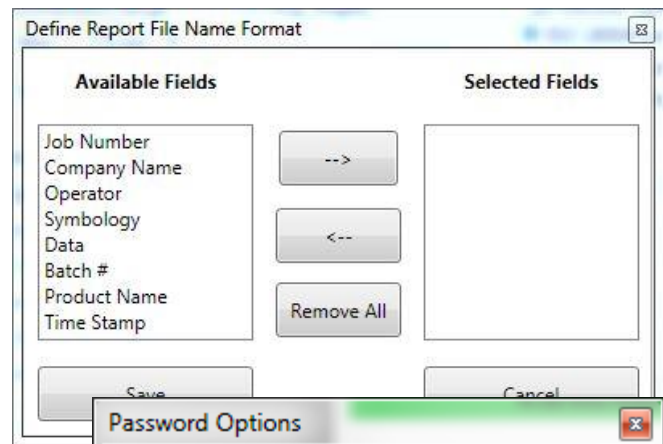 Define Report File Name Format
Available Fields
Selected Fields
Job Number
Company Name
Operator
Symbology
Data
Batch #
Product Name
Time Stamp
-->
<--
Remove All
Save
Cancel
Password Options